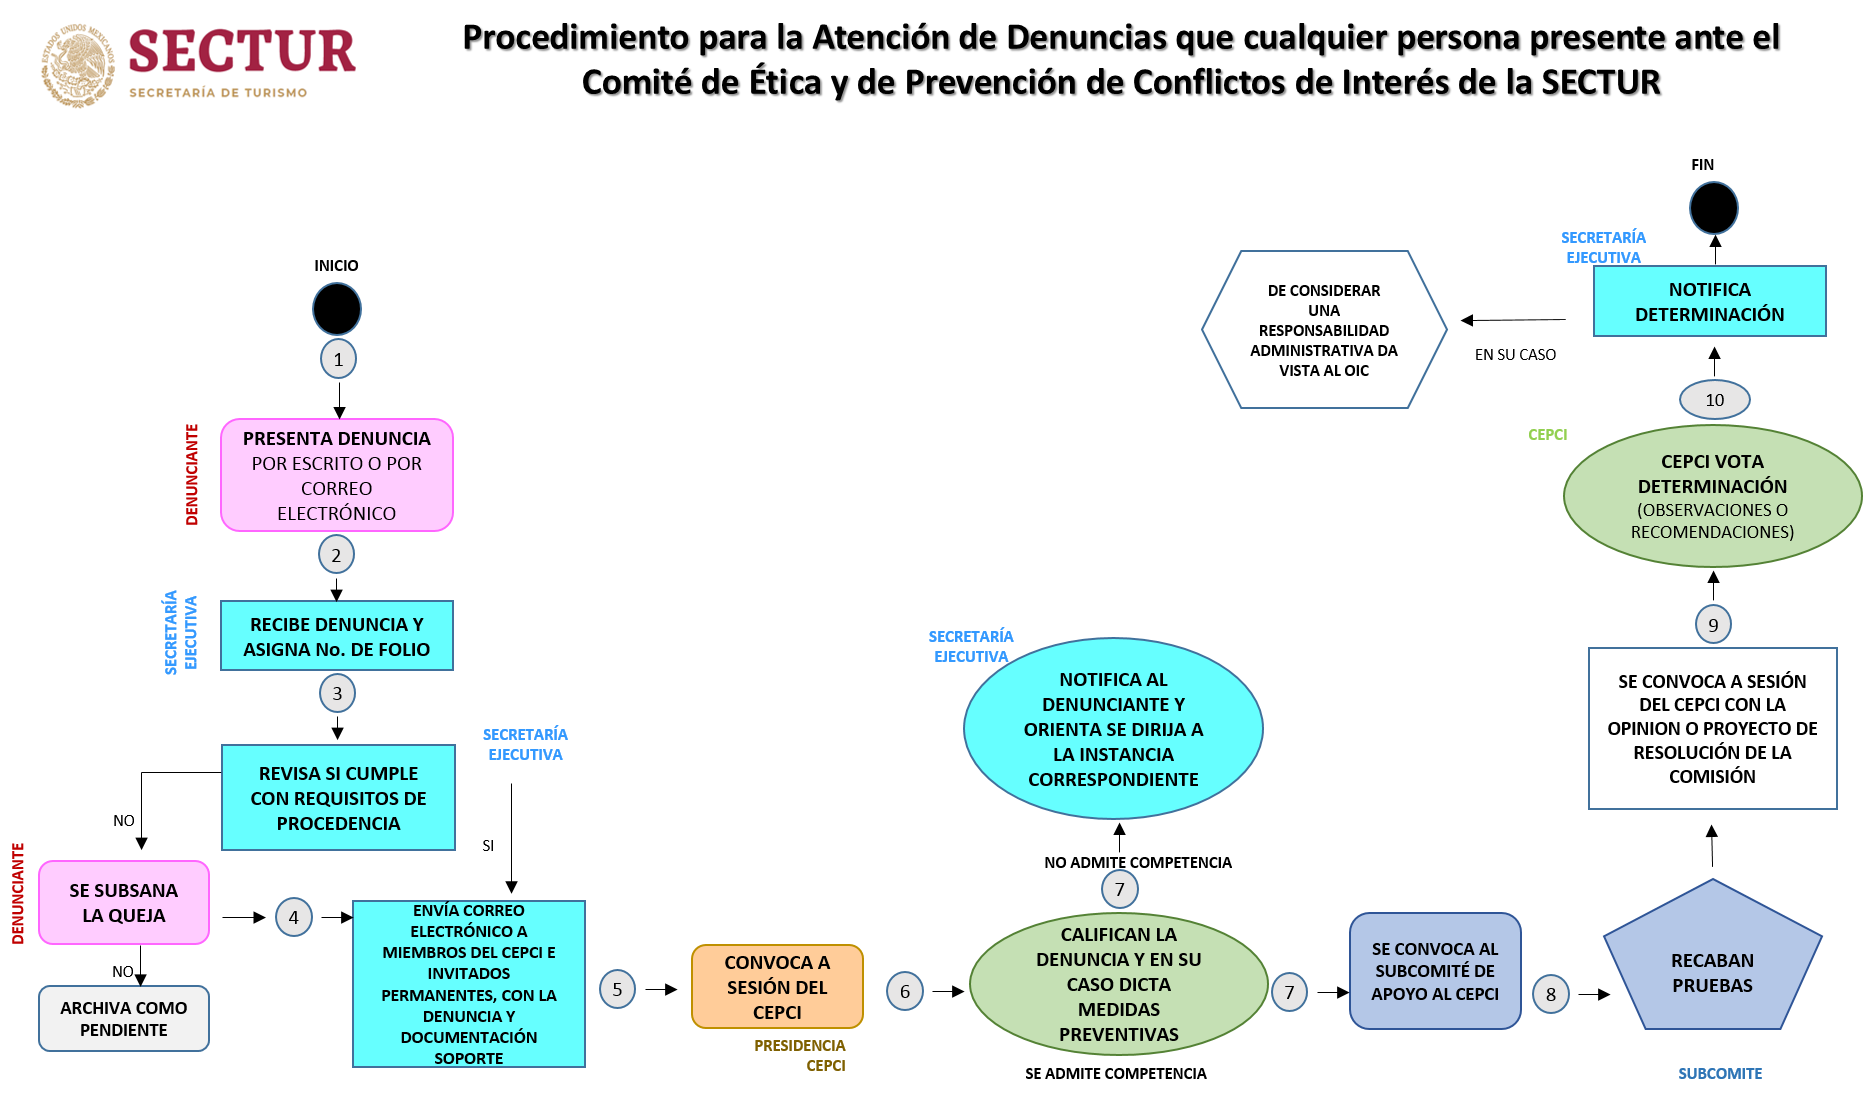 SECTUR
SECRETARÍA DE TURISMO
Procedimiento para la Atención de Denuncias que cualquier persona presente ante el
Comité de Ética y de Prevención de Conflictos de Interés de la SECTUR
INICIO
1
DENUNCIANTE
PRESENTA DENUNCIA
POR ESCRITO O POR
CORREO
ELECTRÓNICO
2
SECRETARÍA
EJECUTIVA
RECIBE DENUNCIA Y
ASIGNA No. DE FOLIO
3
REVISA SI CUMPLE
CON REQUISITOS DE
PROCEDENCIA
NO
DENUNCIANTE
SE SUBSANA
LA QUEJA
NO
ARCHIVA COMO
PENDIENTE
4
SECRETARÍA
EJECUTIVA
SI
ENVÍA CORREO
ELECTRÓNICO A
MIEMBROS DEL CEPCI E
INVITADOS
PERMANENTES, CON LA
DENUNCIA Y
DOCUMENTACIÓN
SOPORTE
5
CONVOCA A
SESIÓN DEL
CEPCI
PRESIDENCIA
CEPCI
6
CALIFICAN LA
DENUNCIA Y EN SU
CASO DICTA
MEDIDAS
PREVENTIVAS
SE ADMITE COMPETENCIA
7
NO ADMITE COMPETENCIA
SECRETARÍA
EJECUTIVA
NOTIFICA AL
DENUNCIANTE Y
ORIENTA SE DIRIJA A
LA INSTANCIA
CORRESPONDIENTE
7
SE CONVOCA AL
SUBCOMITÉ DE
APOYO AL CEPCI
8
RECABAN
PRUEBAS
SUBCOMITE
SE CONVOCA A SESIÓN
DEL CEPCI CON LA
OPINION O PROYECTO DE
RESOLUCIÓN DE LA
COMISIÓN
9
CEPCI
CEPCI VOTA
DETERMINACIÓN
(OBSERVACIONES O
RECOMENDACIONES)
10
SECRETARÍA
EJECUTIVA
NOTIFICA
DETERMINACIÓN
EN SU CASO
DE CONSIDERAR
UNA
RESPONSABILIDAD
ADMINISTRATIVA DA
VISTA AL OIC
FIN